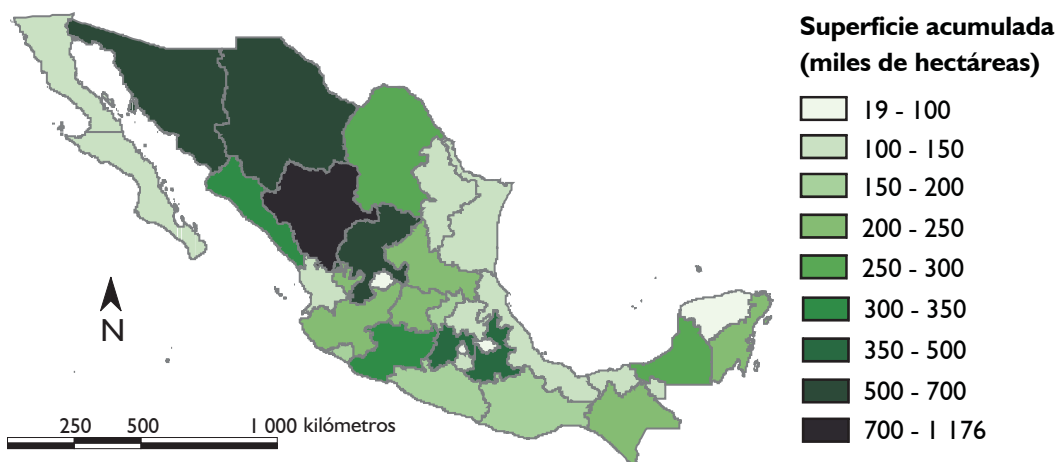 Superficie acumulada
(miles de hectáreas)
19 - 100
100 - 150
150 - 200
200 - 250
250 - 300
300 - 350
350 - 500
500 - 700
700 - 1 176
N
250 500 1 000 kilómetros